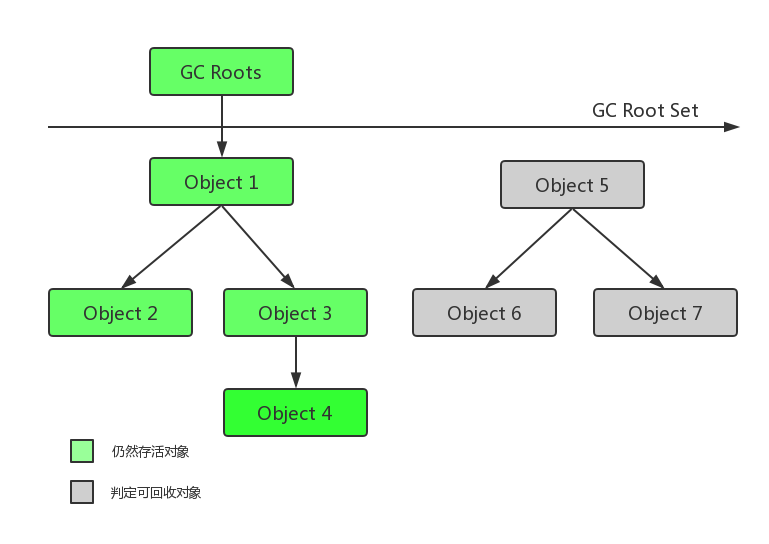 GC Roots
GC Root Set
Object 1
Object 5
Object 2
Object 3
Object 6
Object 7
Object 4
仍然存活对象
判定可回收对象